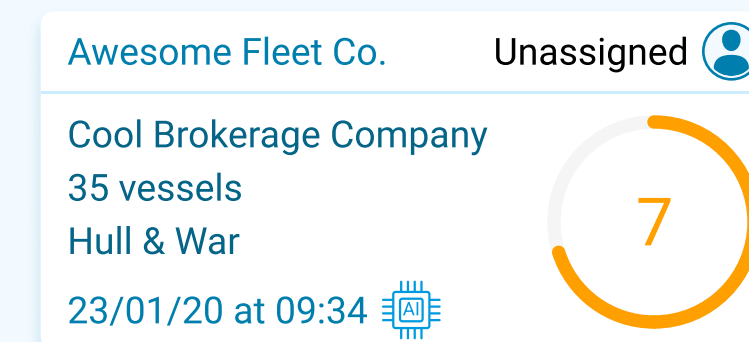 Awesome Fleet Co.
Unassigned
Cool Brokerage Company
35 vessels
Hull & War
7
23/01/20 at 09:34
AI